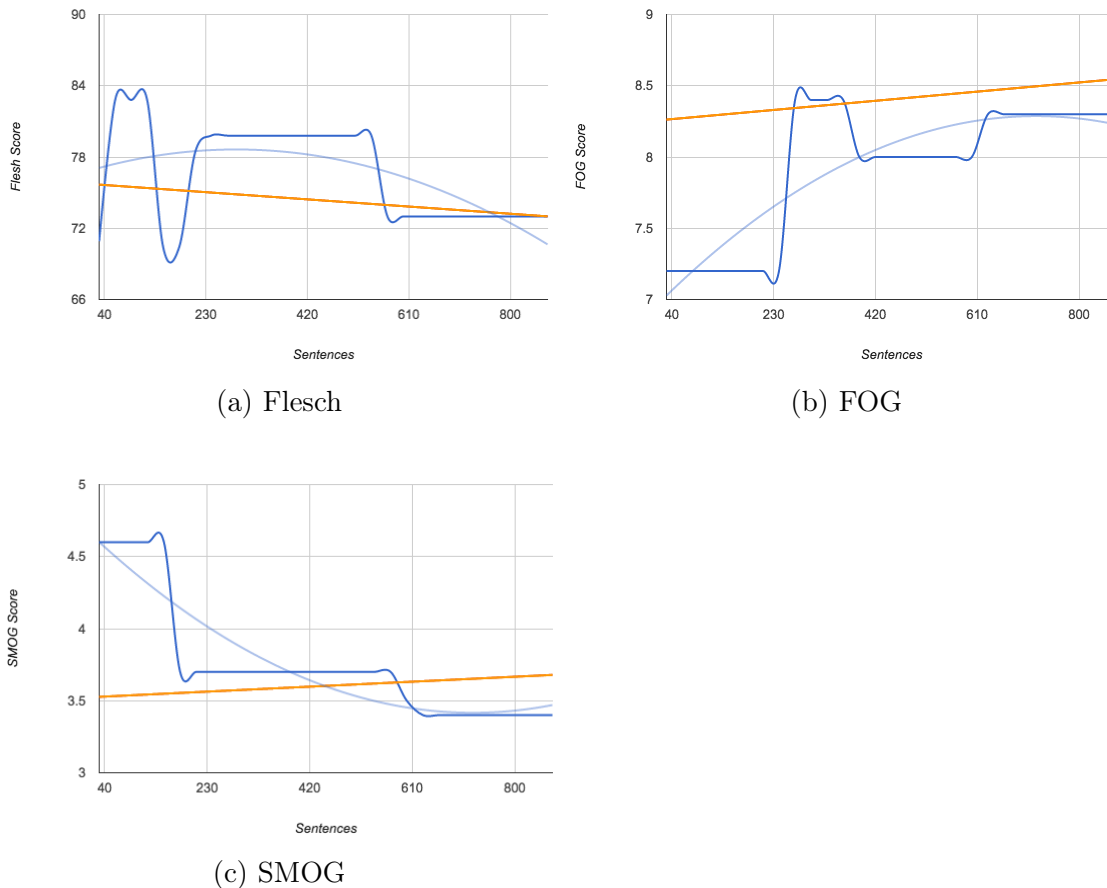 90
84
78
72
66
Flesh Score
40 230 420 610 800
Sentences
(a) Flesch
9
8.5
8
7.5
7
FOG Score
40 230 420 610 800
Sentences
(b) FOG
5
4.5
4
3.5
3
SMOG Score
40 230 420 610 800
Sentences
(c) SMOG